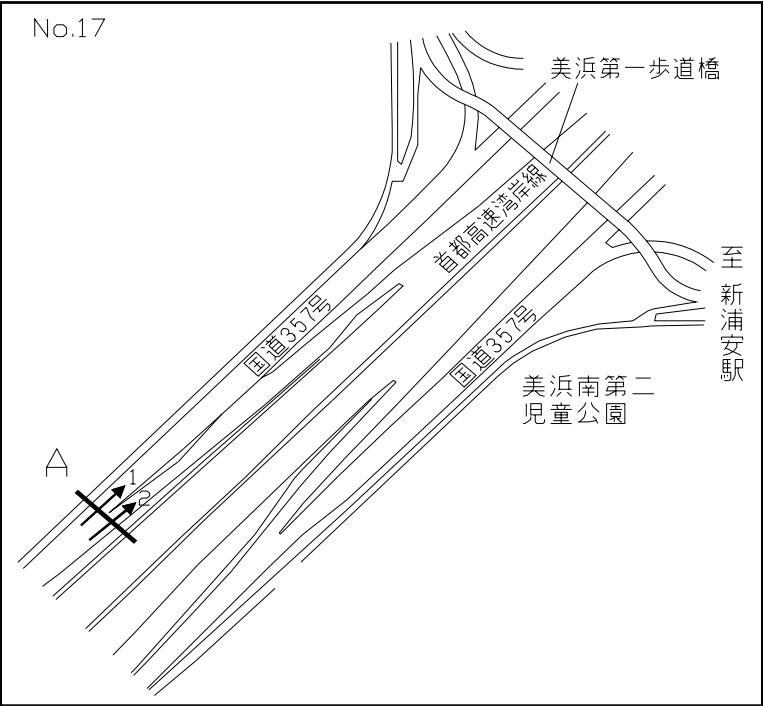 No.17
美浜第一歩道橋
首都高速湾岸線
至 新浦安駅
国道357号
国道357号
美浜南第二
児童公園
A
1
2